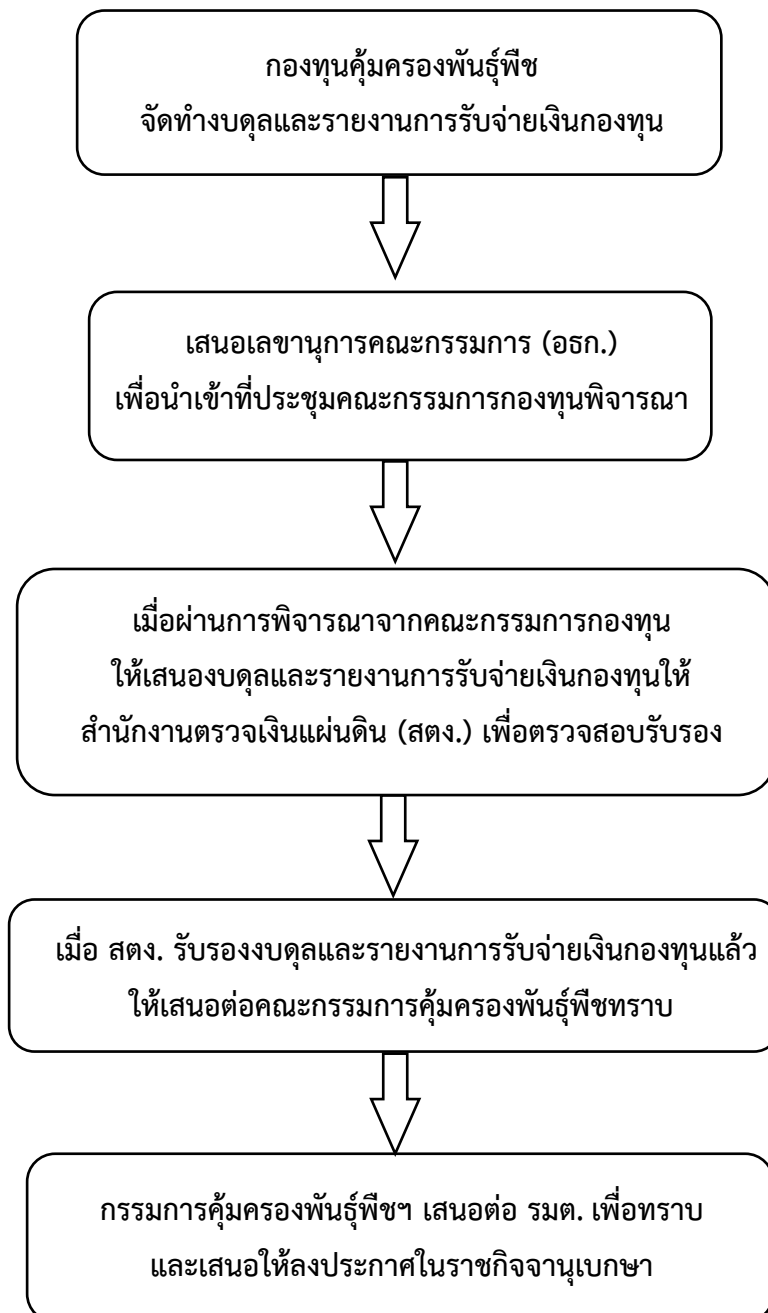 กองทุนคุ้มครองพันธุ์พืช
จัดทำงบดุลและรายงานการรับจ่ายเงินกองทุน
เสนอเลขานุการคณะกรรมการ (อธก.)
เพื่อนำเข้าที่ประชุมคณะกรรมการกองทุนพิจารณา
เมื่อผ่านการพิจารณาจากคณะกรรมการกองทุน
ให้เสนองบดุลและรายงานการรับจ่ายเงินกองทุนให้
สำนักงานตรวจเงินแผ่นดิน (สตง.) เพื่อตรวจสอบรับรอง
เมื่อ สตง. รับรองงบดุลและรายงานการรับจ่ายเงินกองทุนแล้ว
ให้เสนอต่อคณะกรรมการคุ้มครองพันธุ์พืชทราบ
กรรมการคุ้มครองพันธุ์พืชฯ เสนอต่อ รมต. เพื่อทราบ
และเสนอให้ลงประกาศในราชกิจจานุเบกษา